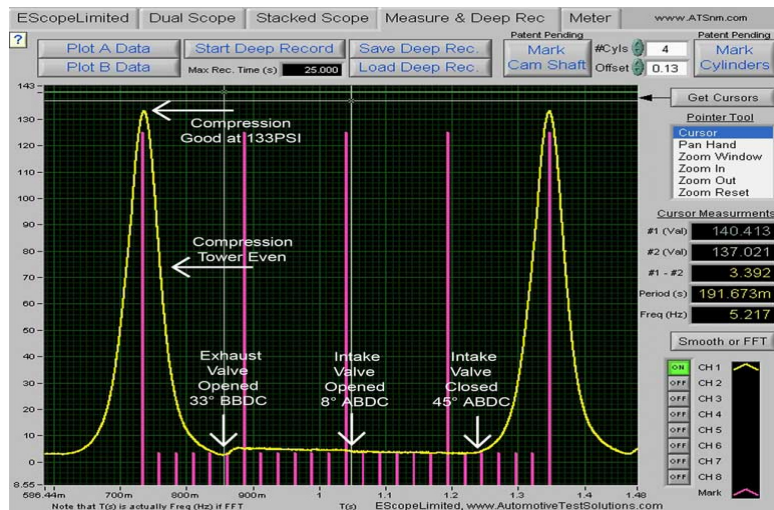 EScopeLimited Dual Scope Stacked Scope Measure & Deep Rec Meter www.ATSnm.com
?
Plot A Data Start Deep Record Save Deep Rec.
Plot B Data Max Rec. Time (s) 25.000 Load Deep Rec.
Patent Pending
Mark
Cam Shaft
#Cyls 4
Offset 0.13
Patent Pending
Mark
Cylinders
143
130
120
110
100
90
80
70
60
50
40
30
20
10
0
8.55
Compression
Good at 133PSI
Compression
Tower Even
Exhaust
Valve
Opened
33° BBDC
Intake
Valve
Opened
8° ABDC
Intake
Valve
Closed
45° ABDC
686.44m 700m 800m 900m 1 1.1 1.2 1.3 1.4 1.48
Note that T(s) is actually Freq (Hz) if FFT T(s) EScopeLimited, www.AutomotiveTestSolutions.com
Get Cursors
Pointer Tool
Cursor
Pan Hand
Zoom Window
Zoom In
Zoom Out
Zoom Reset
Cursor Measurments
#1 (Val) 140.413
#2 (Val) 137.021
#1 - #2 3.392
Period (s) 191.673m
Freq (Hz) 5.217
Smooth or FFT
ON CH 1
OFF CH 2
OFF CH 3
OFF CH 4
OFF CH 5
OFF CH 6
OFF CH 7
OFF CH 8
Mark